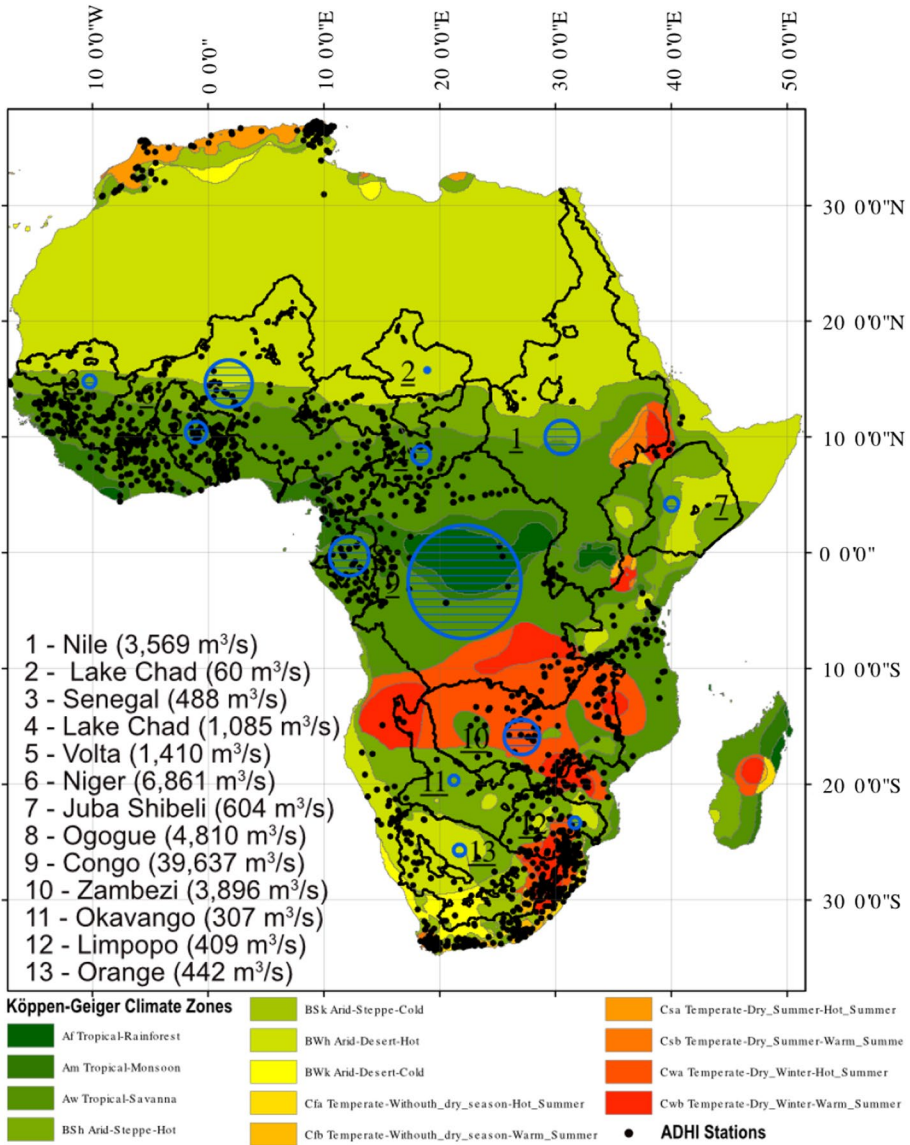 10 0'0"W
0 0'0"
10 0'0"E
20 0'0"E
30 0'0"E
40 0'0"E
50 0'0"E
30 0'0"N
20 0'0"N
10 0'0"N
0 0'0"
10 0'0"S
20 0'0"S
30 0'0"S
2
3
1
7
9
10
11
12
13
1 - Nile (3,569 m³/s)
2 - Lake Chad (60 m³/s)
3 - Senegal (488 m³/s)
4 - Lake Chad (1,085 m³/s)
5 - Volta (1,410 m³/s)
6 - Niger (6,861 m³/s)
7 - Juba Shibeli (604 m³/s)
8 - Ogogue (4,810 m³/s)
9 - Congo (39,637 m³/s)
10 - Zambezi (3,896 m³/s)
11 - Okavango (307 m³/s)
12 - Limpopo (409 m³/s)
13 - Orange (442 m³/s)
Köppen-Geiger Climate Zones
Af Tropical-Rainforest
Am Tropical-Monsoon
Aw Tropical-Savanna
BSh Arid-Steppe-Hot
BSk Arid-Steppe-Cold
BWh Arid-Desert-Hot
BWk Arid-Desert-Cold
Cfa Temperate-Withouth_dry_season-Hot_Summer
Cfb Temperate-Withouth_dry_season-Warm_Summer
Csa Temperate-Dry_Summer-Hot_Summer
Csb Temperate-Dry_Summer-Warm_Summe
Cwa Temperate-Dry_Winter-Hot_Summer
Cwb Temperate-Dry_Winter-Warm_Summer
ADHI Stations